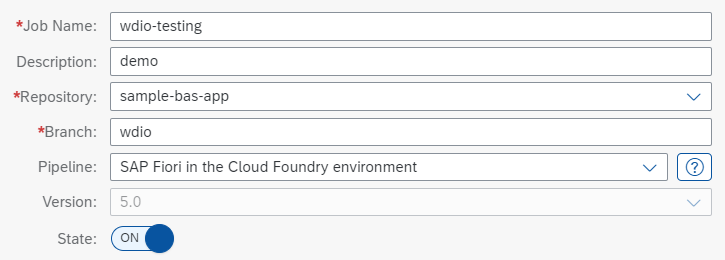 *Job Name: wdio-testing
Description: demo
*Repository: sample-bas-app
*Branch: wdio
Pipeline: SAP Fiori in the Cloud Foundry environment ?
Version: 5.0
State: ON